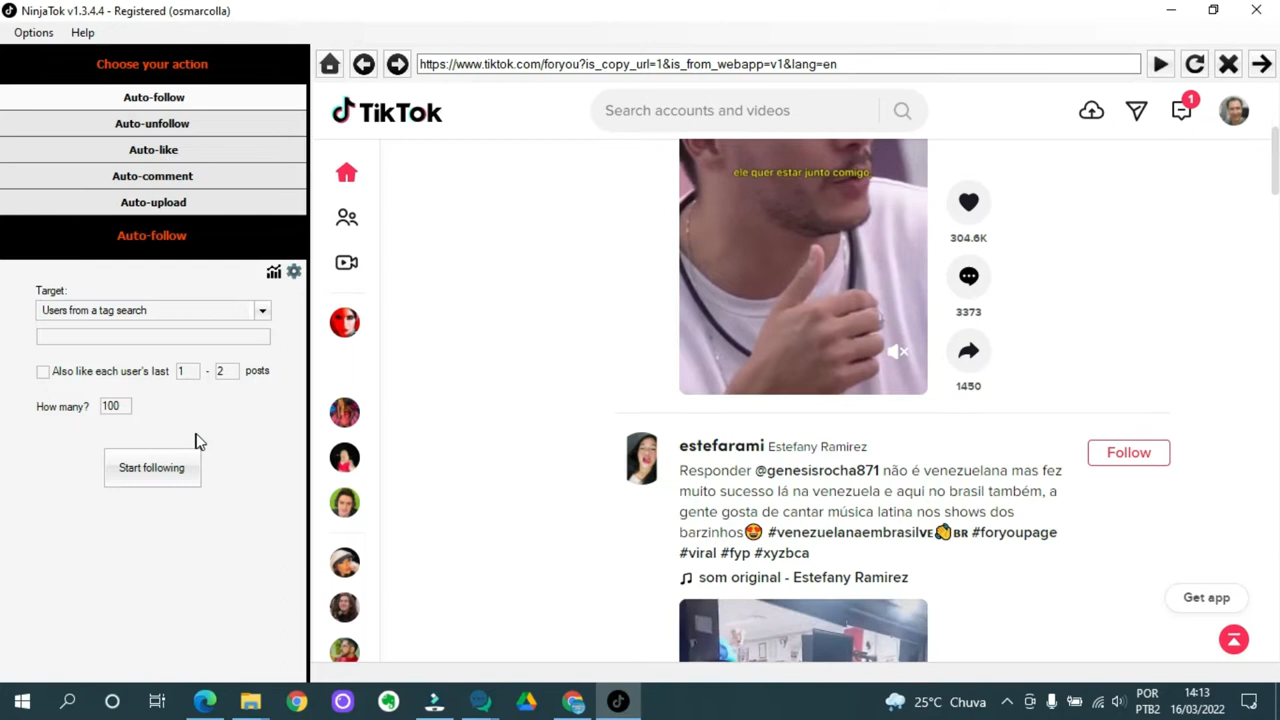 NinjaTok v1.3.4.4 - Registered (osmarcolla)
Options Help
Choose your action
Auto-follow
Auto-unfollow
Auto-like
Auto-comment
Auto-upload
Auto-follow
Target:
Users from a tag search
Also like each user's last 1 - 2 posts
How many? 100
Start following
https://www.tiktok.com/foryou?is_copy_url=1&is_from_webapp=v1&lang=en
TikTok
Search accounts and videos
1
ele quer estar junto comigo
304.6K
3373
1450
estefarami Estefany Ramirez
Follow
Responder @genesisrocha871 não é venezuelana mas fez
muito sucesso lá na venezuela e aqui no brasil também, a
gente gosta de cantar música latina nos shows dos
barzinhos😍 #venezuelanaembrasilVE👏BR #foryoupage
#viral #fyp #xyzbca
som original - Estefany Ramirez
Get app
25°C Chuva
POR
PTB2
14:13
16/03/2022